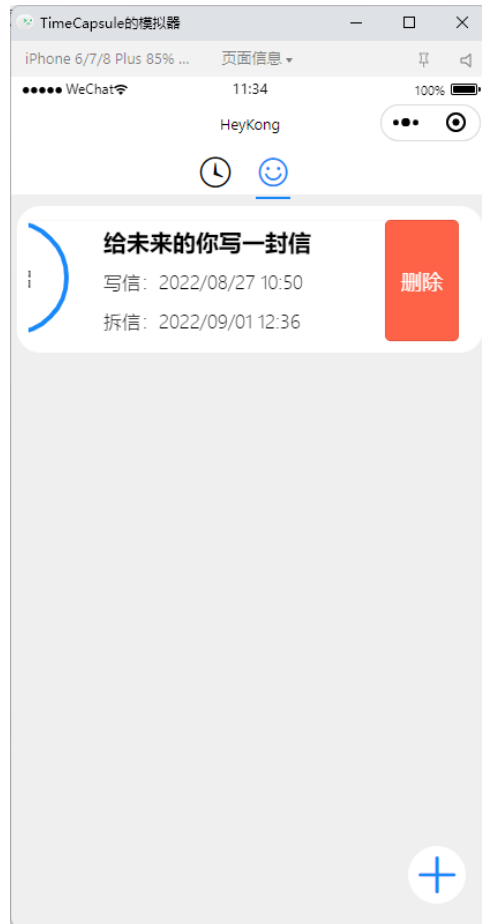 TimeCapsule的模拟器
iPhone 6/7/8 Plus 85% ... 页面信息
WeChat 11:34 100%
HeyKong
给未来的你写一封信
写信：2022/08/27 10:50
删除
拆信：2022/09/01 12:36